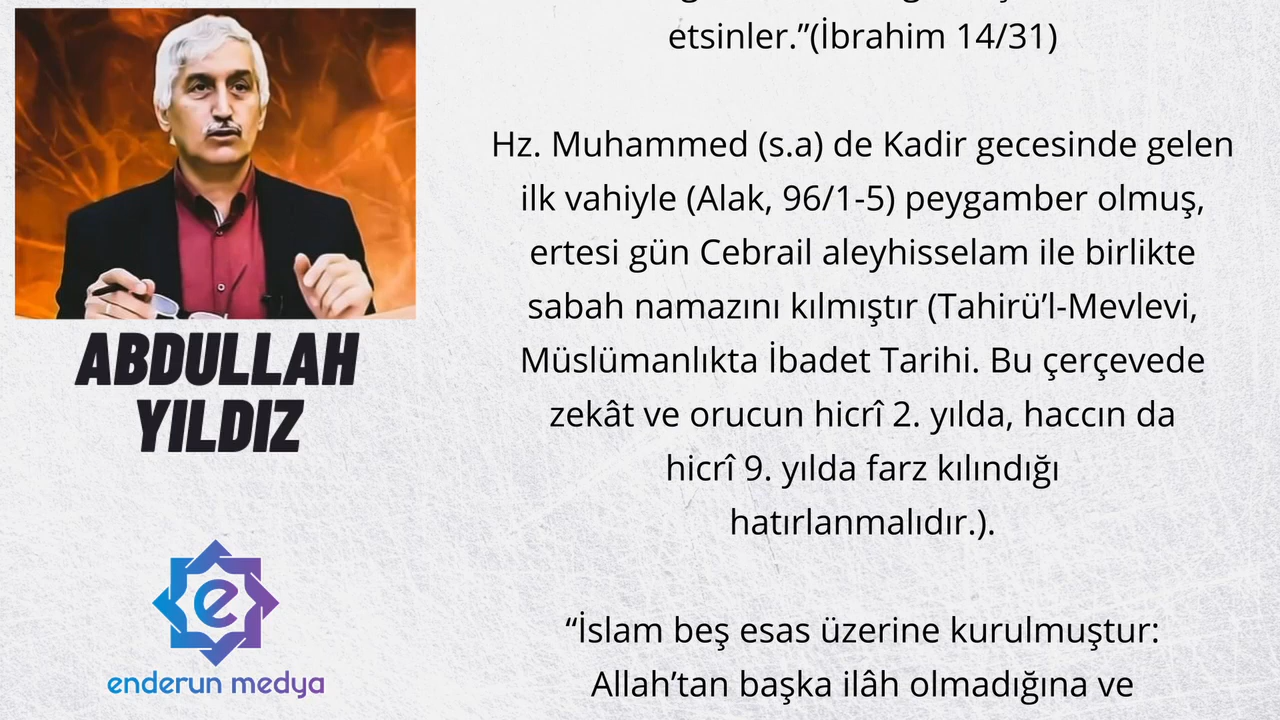 etsinler.”(İbrahim 14/31)
Hz. Muhammed (s.a) de Kadir gecesinde gelen
ilk vahiyle (Alak, 96/1-5) peygamber olmuş,
ertesi gün Cebrail aleyhisselam ile birlikte
sabah namazını kılmıştır (Tahirü’l-Mevlevi,
Müslümanlıkta İbadet Tarihi. Bu çerçevede
zekât ve orucun hicrî 2. yılda, haccın da
hicrî 9. yılda farz kılındığı
hatırlanmalıdır.).
“İslam beş esas üzerine kurulmuştur:
Allah’tan başka ilâh olmadığına ve
ABDULLAH
YILDIZ
e
enderun medya